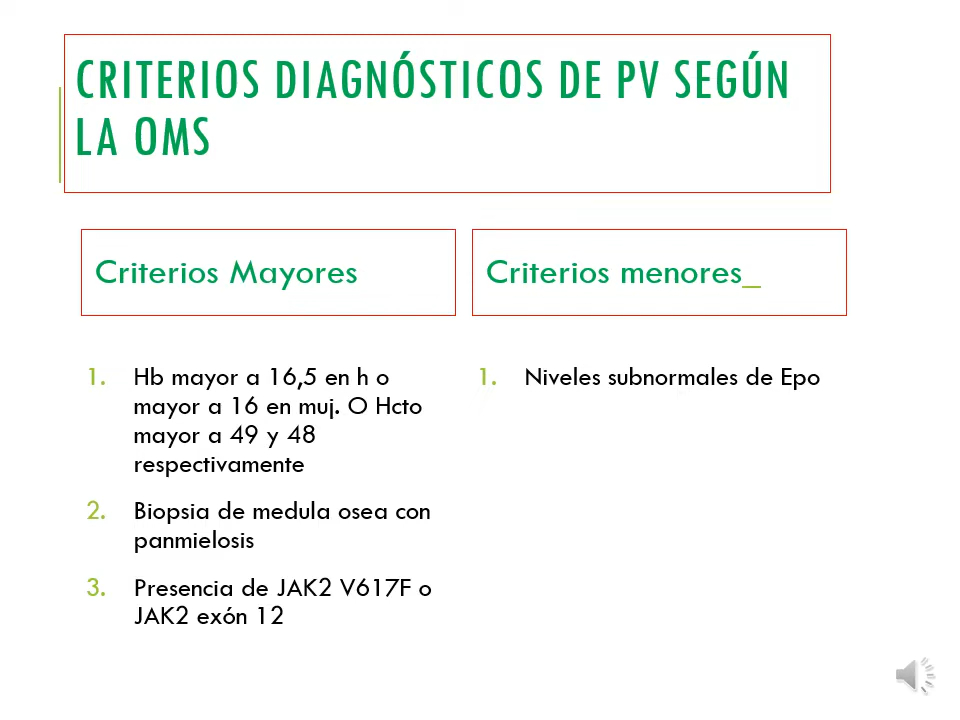 CRITERIOS DIAGNÓSTICOS DE PV SEGÚN
LA OMS
Criterios Mayores
1. Hb mayor a 16,5 en h o
mayor a 16 en muj. O Hcto
mayor a 49 y 48
respectivamente
2. Biopsia de medula osea con
panmielosis
3. Presencia de JAK2 V617F o
JAK2 exón 12
Criterios menores_
1. Niveles subnormales de Epo